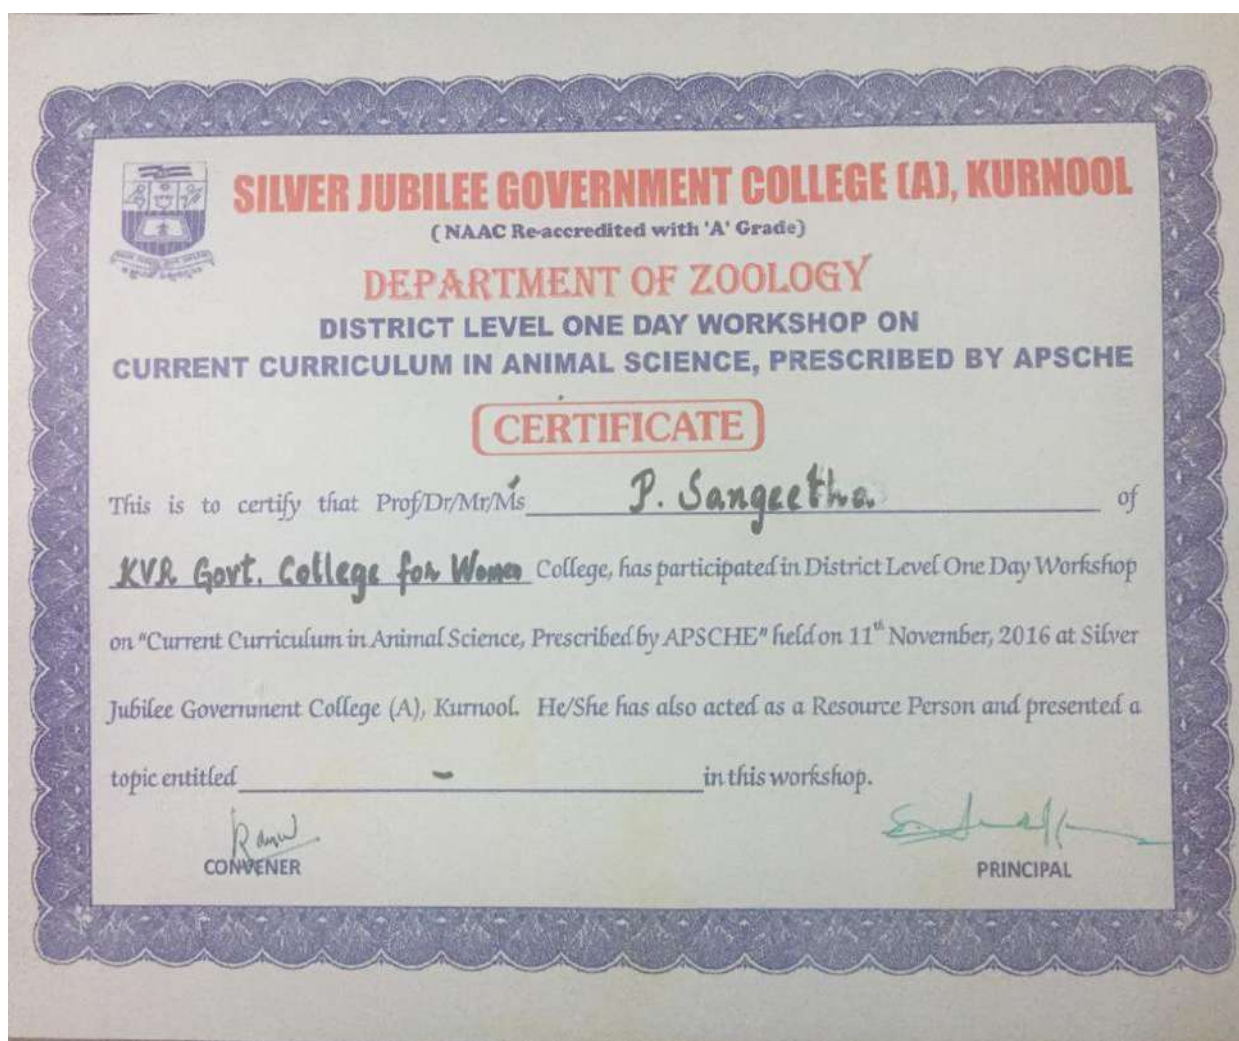 SILVER JUBILEE GOVERNMENT COLLEGE (A), KURNOOL
( NAAC Re-accredited with 'A' Grade)
DEPARTMENT OF ZOOLOGY
DISTRICT LEVEL ONE DAY WORKSHOP ON
CURRENT CURRICULUM IN ANIMAL SCIENCE, PRESCRIBED BY APSCHE
CERTIFICATE
This is to certify that Prof/Dr/Mr/Ms P. Sangeetha of
KVR Govt. College for Women College, has participated in District Level One Day Workshop
on "Current Curriculum in Animal Science, Prescribed by APSCHE" held on 11th November, 2016 at Silver
Jubilee Government College (A), Kurnool. He/She has also acted as a Resource Person and presented a
topic entitled - in this workshop.
CONVENER
PRINCIPAL